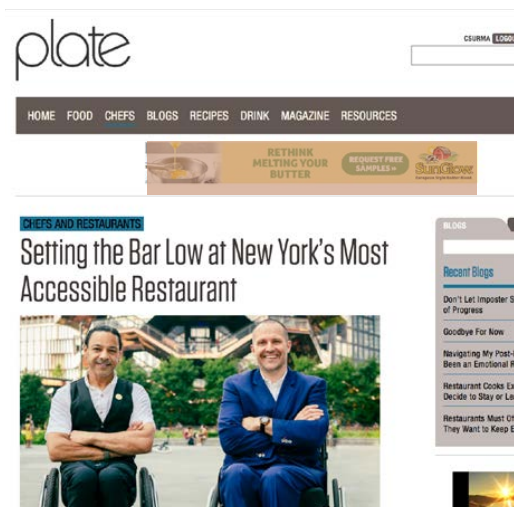 plate
CSURMA
HOME FOOD CHEFS BLOGS RECIPES DRINK MAGAZINE RESOURCES
RETHINK
MELTING YOUR
BUTTER
REQUEST FREE
SAMPLES »
SunGlow
CHEFS AND RESTAURANTS
Setting the Bar Low at New York's Most
Accessible Restaurant
BLOGS
Recent Blogs
Don't Let Imposter S
of Progress
Goodbye For Now
Navigating My Post-
Been an Emotional R
Restaurant Cooks Ex
Decide to Stay or Le
Restaurants Must Of
They Want to Keep E